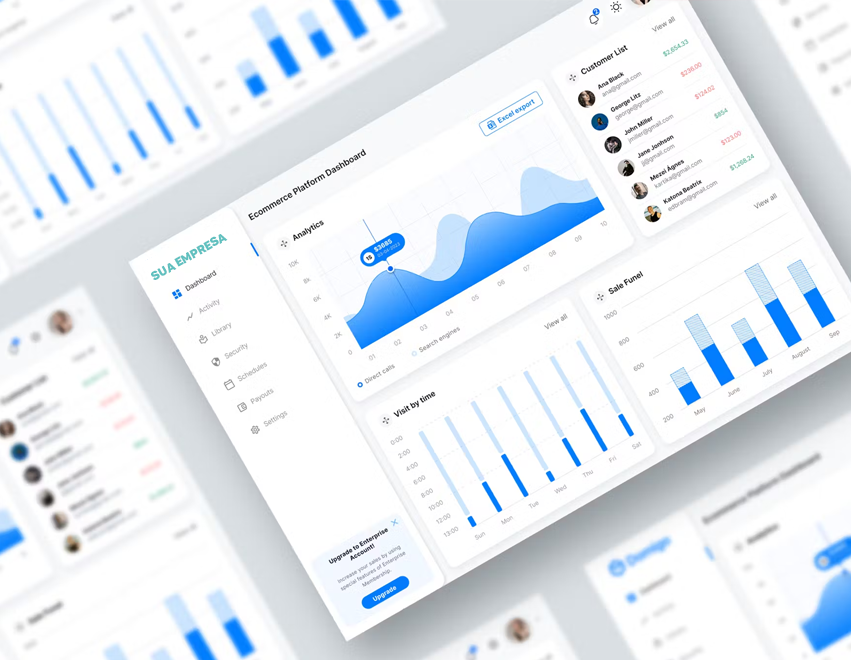 SUA EMPRESA
Dashboard
Activity
Library
Security
Schedules
Payouts
Settings
Upgrade to Enterprise
Account!
Increase your sales by using
special features of Enterprise
Membership.
Upgrade
Ecommerce Platform Dashboard
Excel export
Analytics
10K
8K
6K
4K
2K
0
$3685
01
02
03
04
05
06
07
08
09
10
Direct calls
Search engines
Customer List
View all
Ana Black
ana@gmail.com
$2,654.33
George Litz
george@gmail.com
$236.00
John Miller
jmiller@gmail.com
$124.02
Jane Jonhson
jj@gmail.com
$854
Mezei Ágnes
kartika@gmail.com
$123.00
Katona Beatrix
edbram@gmail.com
$1,268.24
Visit by time
View all
0:00
2:00
4:00
6:00
8:00
10:00
12:00
13:00
Sun
Mon
Tue
Wed
Thu
Fri
Sat
Sale Funel
View all
1000
800
600
400
200
May
June
July
August
Sep
Ecommerce Platform Dashboard
Analytics
Sale Funel